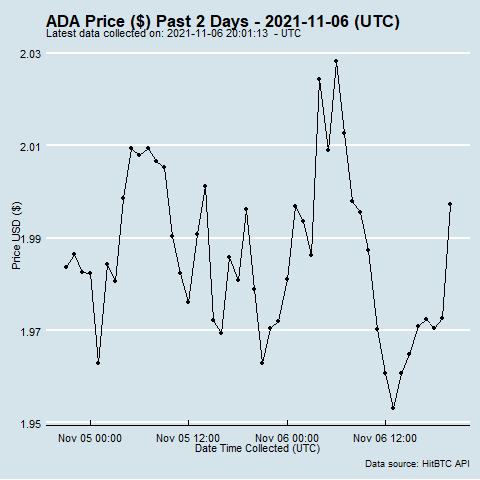 ADA Price ($) Past 2 Days - 2021-11-06 (UTC)
Latest data collected on: 2021-11-06 20:01:13 - UTC
2.03
2.01
1.99
1.97
1.95
Price USD ($)
Nov 05 00:00 Nov 05 12:00 Nov 06 00:00 Nov 06 12:00
Date Time Collected (UTC)
Data source: HitBTC API